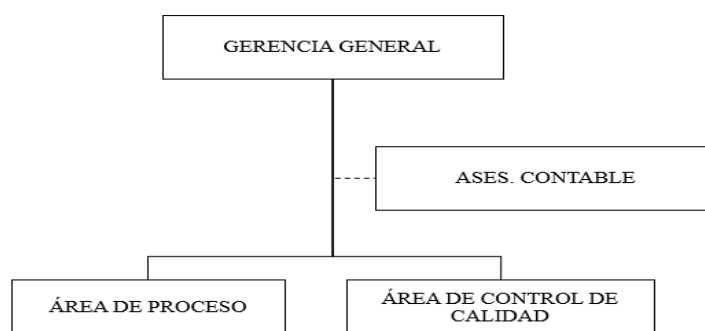 GERENCIA GENERAL
ASES. CONTABLE
ÁREA DE PROCESO
ÁREA DE CONTROL DE
CALIDAD